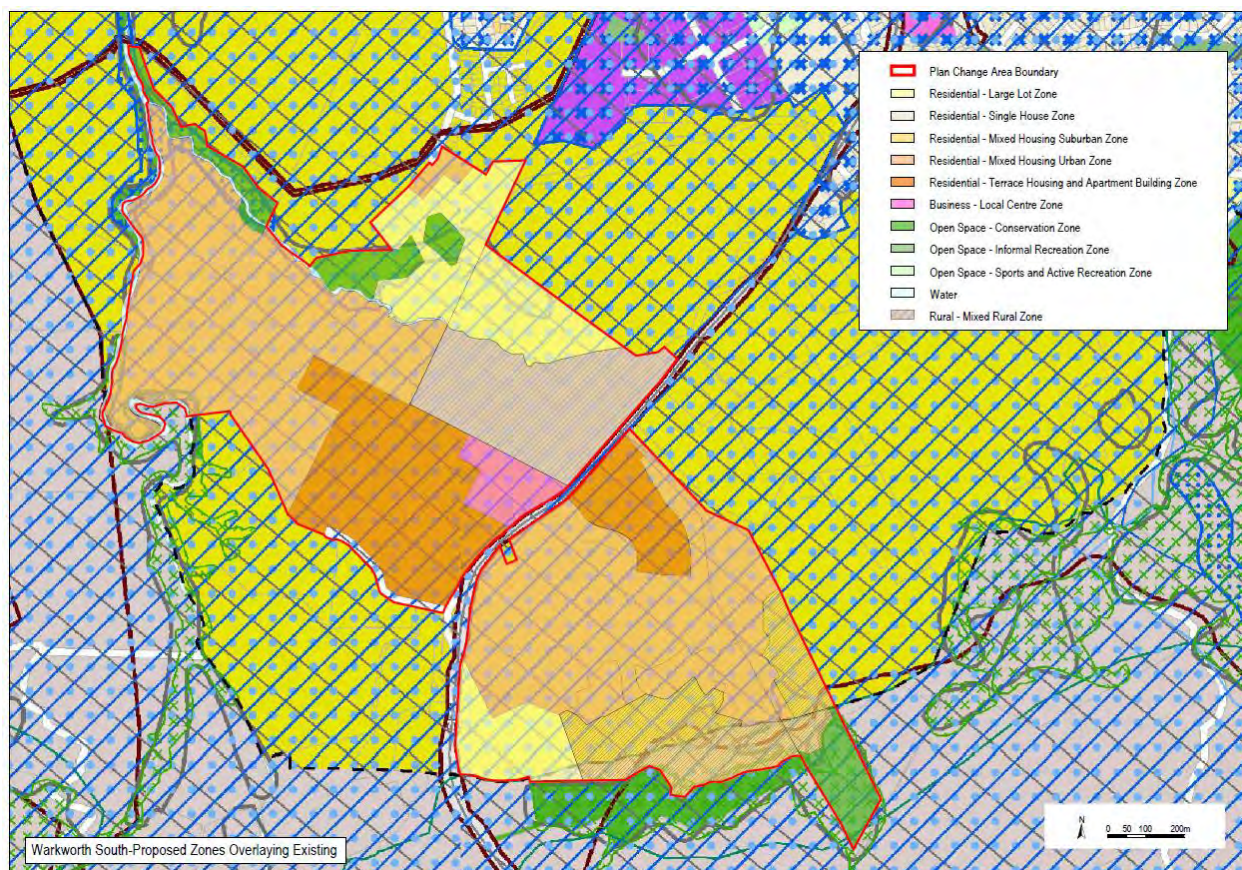 Plan Change Area Boundary
Residential - Large Lot Zone
Residential - Single House Zone
Residential - Mixed Housing Suburban Zone
Residential - Mixed Housing Urban Zone
Residential - Terrace Housing and Apartment Building Zone
Business - Local Centre Zone
Open Space - Conservation Zone
Open Space - Informal Recreation Zone
Open Space - Sports and Active Recreation Zone
Water
Rural - Mixed Rural Zone
N
0 50 100 200m
Warkworth South-Proposed Zones Overlaying Existing